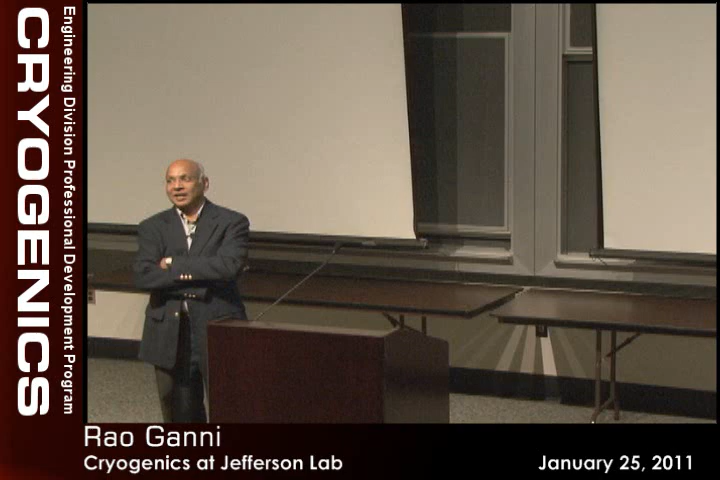 CRYOGENICS
Engineering Division Professional Development Program
Rao Ganni
Cryogenics at Jefferson Lab
January 25, 2011